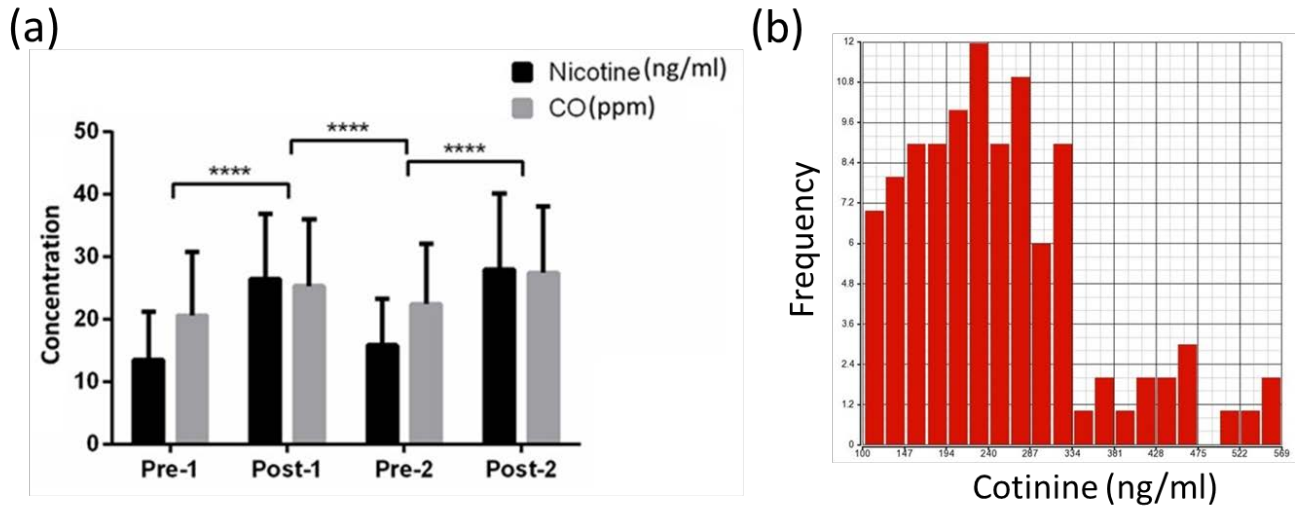 (a)
Nicotine (ng/ml)
CO (ppm)
50
40
30
20
10
0
Concentration
****
****
****
Pre-1 Post-1 Pre-2 Post-2
(b)
12
10.8
9.6
8.4
7.2
6
4.8
3.6
2.4
1.2
0
Frequency
100 147 194 240 287 334 381 428 475 522 569
Cotinine (ng/ml)